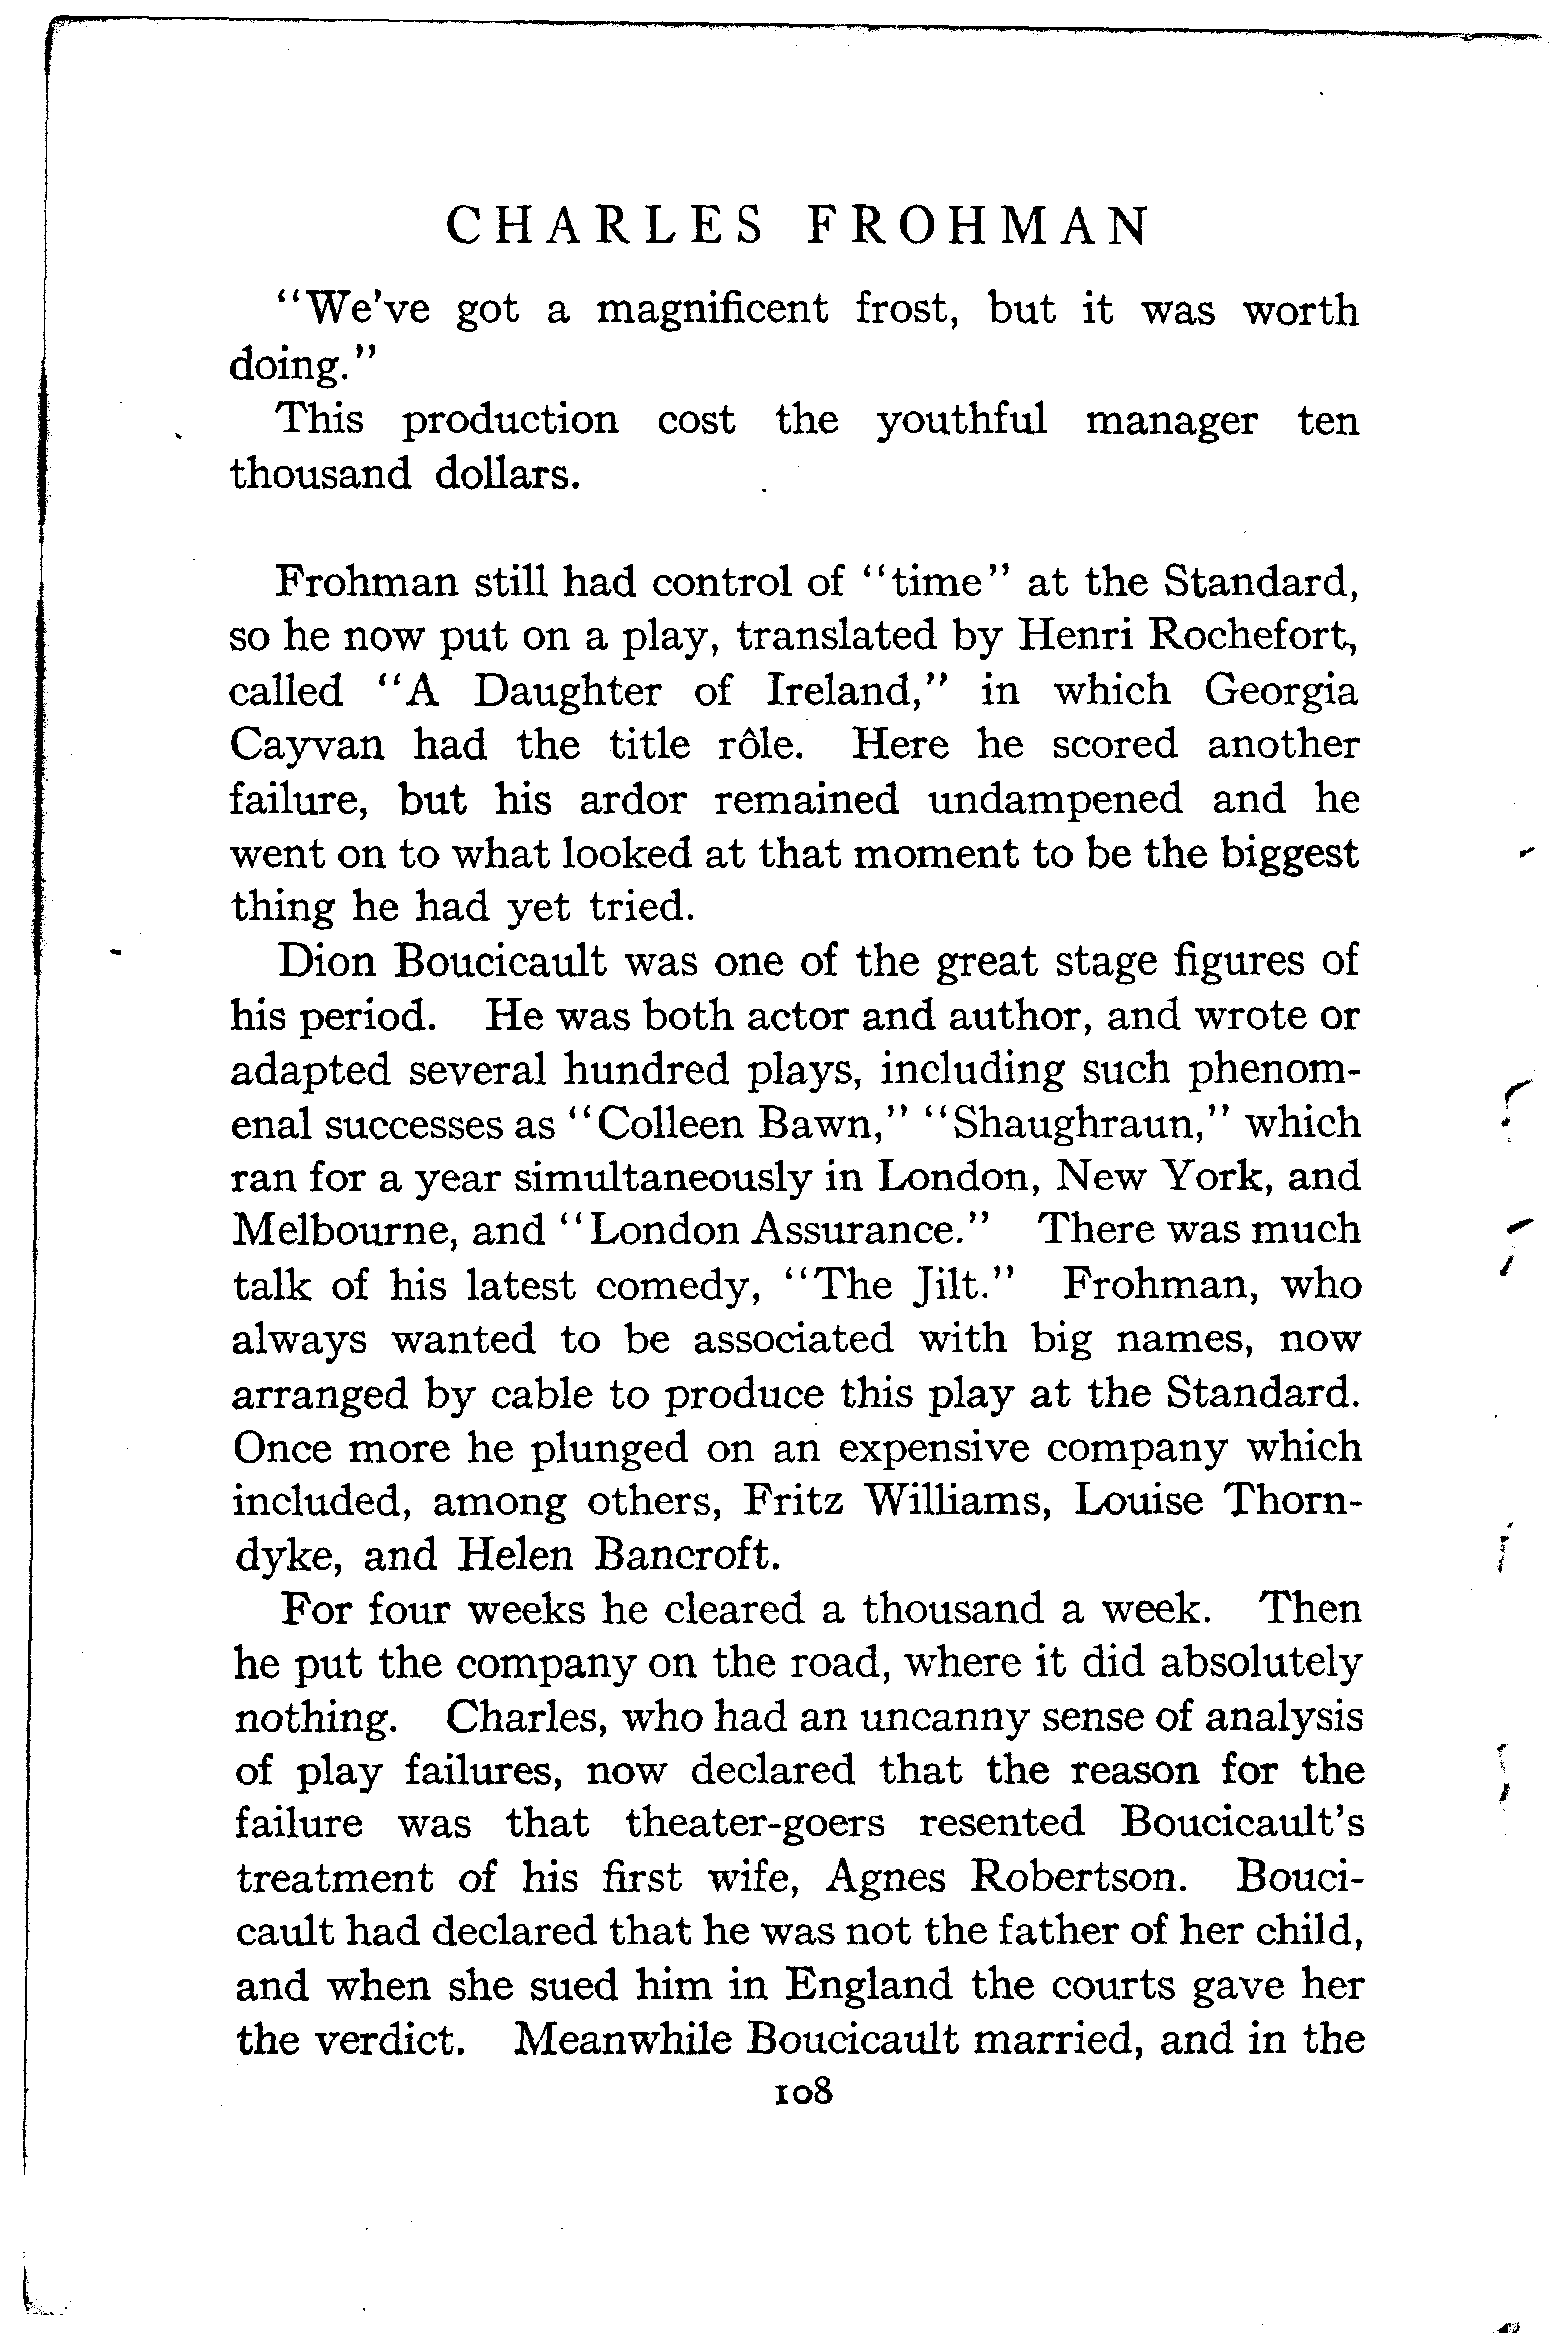 CHARLES FROHMAN
"We've got a magnificent frost, but it was worth
doing."
This production cost the youthful manager ten
thousand dollars.
Frohman still had control of "time" at the Standard,
so he now put on a play, translated by Henri Rochefort,
called "A Daughter of Ireland," in which Georgia
Cayvan had the title rôle. Here he scored another
failure, but his ardor remained undampened and he
went on to what looked at that moment to be the biggest
thing he had yet tried.
Dion Boucicault was one of the great stage figures of
his period. He was both actor and author, and wrote or
adapted several hundred plays, including such phenom-
enal successes as "Colleen Bawn," "Shaughraun," which
ran for a year simultaneously in London, New York, and
Melbourne, and "London Assurance." There was much
talk of his latest comedy, "The Jilt." Frohman, who
always wanted to be associated with big names, now
arranged by cable to produce this play at the Standard.
Once more he plunged on an expensive company which
included, among others, Fritz Williams, Louise Thorn-
dyke, and Helen Bancroft.
For four weeks he cleared a thousand a week. Then
he put the company on the road, where it did absolutely
nothing. Charles, who had an uncanny sense of analysis
of play failures, now declared that the reason for the
failure was that theater-goers resented Boucicault's
treatment of his first wife, Agnes Robertson. Bouci-
cault had declared that he was not the father of her child,
and when she sued him in England the courts gave her
the verdict. Meanwhile Boucicault married, and in the
108